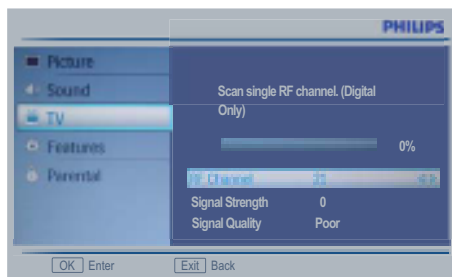 PHILIPS
Picture
Sound
TV
Features
Parental
Scan single RF channel. (Digital
Only)
0%
RF Channel
Signal Strength 0
Signal Quality Poor
OK Enter Exit Back